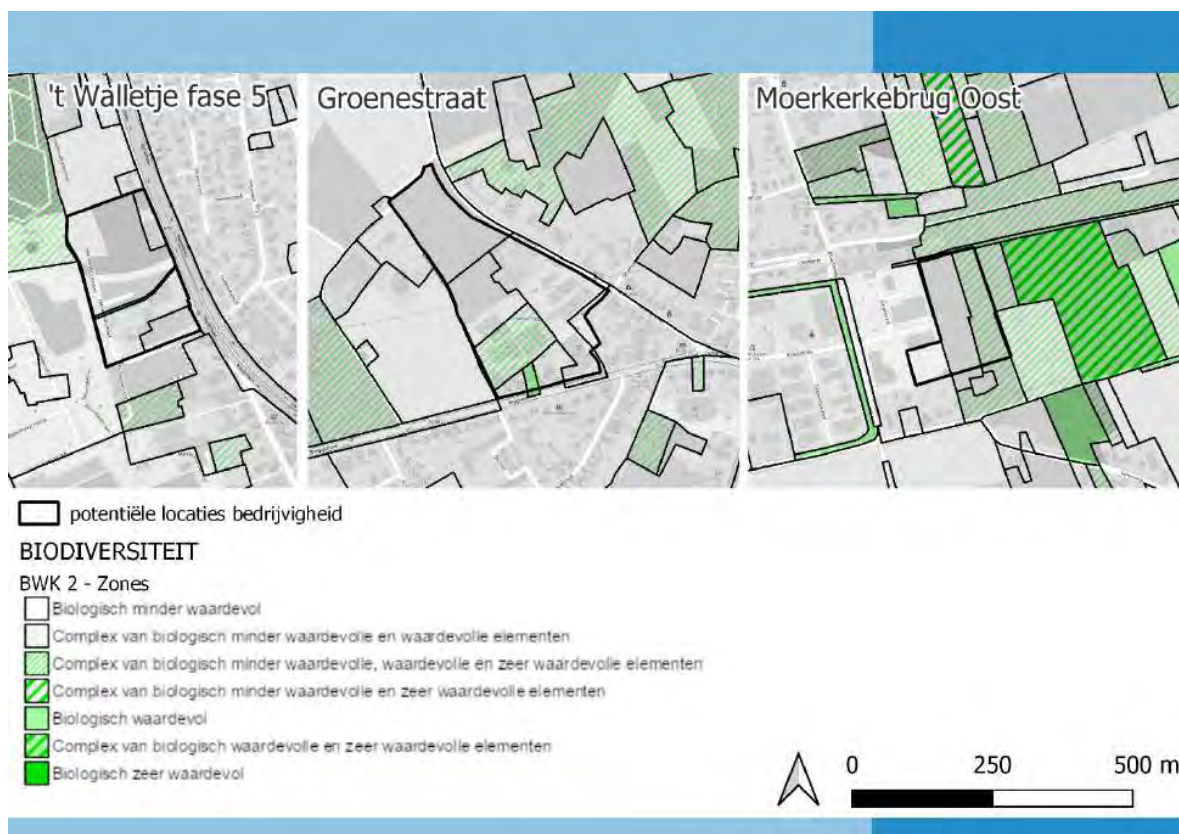 't Walletje fase 5
Groenestraat
Moerkerkebrug Oost
potentiële locaties bedrijvigheid
BIODIVERSITEIT
BWK 2 - Zones
Biologisch minder waardevol
Complex van biologisch minder waardevolle en waardevolle elementen
Complex van biologisch minder waardevolle, waardevolle en zeer waardevolle elementen
Complex van biologisch minder waardevolle en zeer waardevolle elementen
Biologisch waardevol
Complex van biologisch waardevolle en zeer waardevolle elementen
Biologisch zeer waardevol
0 250 500 m